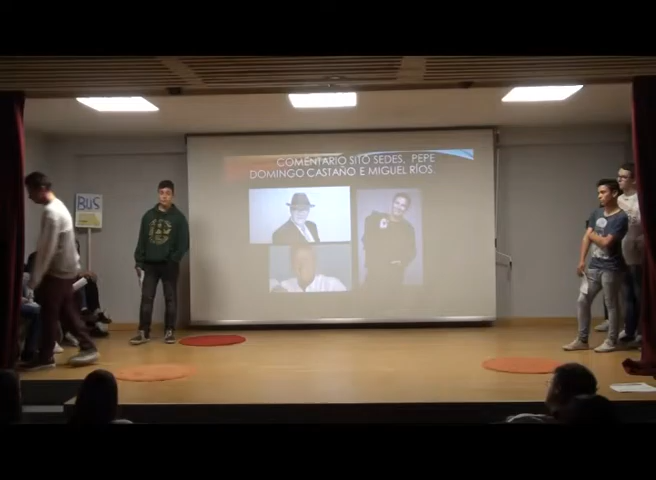 COMENTARIO SITO SEDES, PEPE
DOMINGO CASTAÑO E MIGUEL RÍOS.
BUS